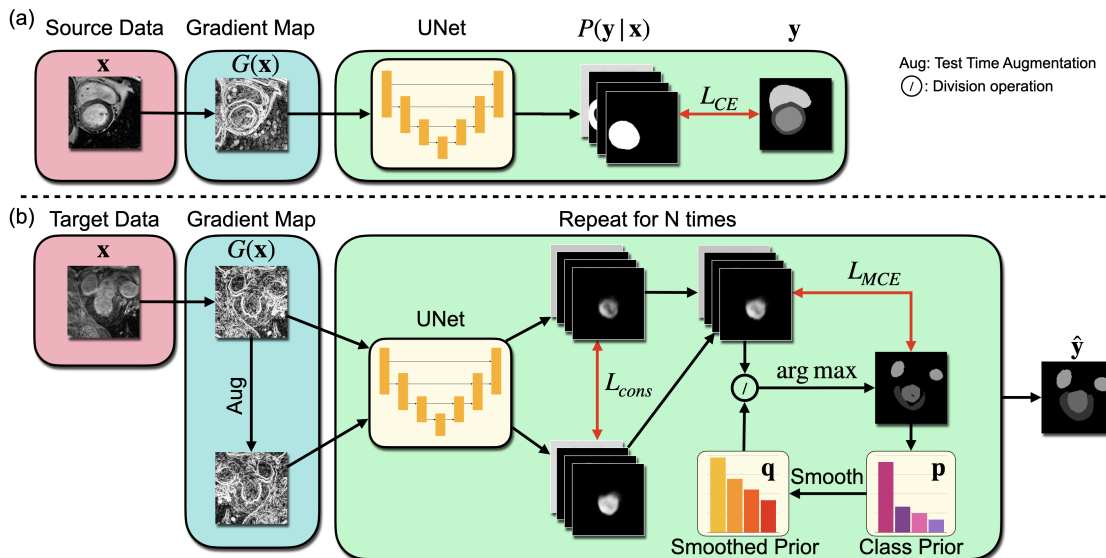 (a)
Source Data
Gradient Map
UNet
P(y | x)
y
x
G(x)
L_CE
Aug: Test Time Augmentation
/ : Division operation
(b)
Target Data
Gradient Map
Repeat for N times
x
G(x)
Aug
UNet
L_cons
L_MCE
/
arg max
ŷ
q
Smooth
p
Smoothed Prior
Class Prior